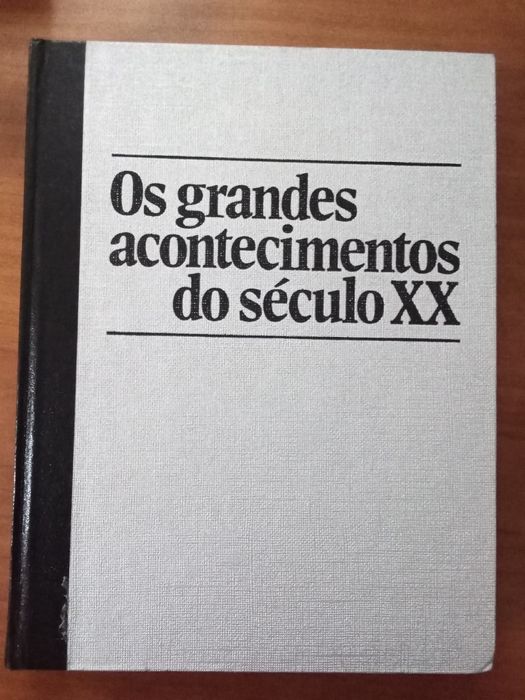 Os grandes
acontecimentos
do século XX